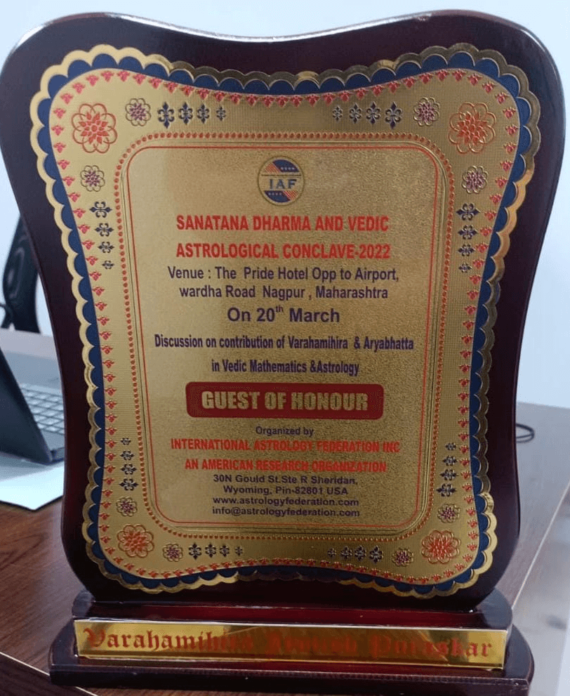 IAF
SANATANA DHARMA AND VEDIC
ASTROLOGICAL CONCLAVE-2022
Venue : The Pride Hotel Opp to Airport,
wardha Road Nagpur , Maharashtra
On 20th March
Discussion on contribution of Varahamihira & Aryabhatta
in Vedic Mathematics &Astrology
GUEST OF HONOUR
Organized by
INTERNATIONAL ASTROLOGY FEDERATION INC
AN AMERICAN RESEARCH ORGANIZATION
30N Gould St.Ste R Sheridan,
Wyoming, Pin-82801 USA
www.astrologyfederation.com
info@astrologyfederation.com
Varahamihira Puraskar